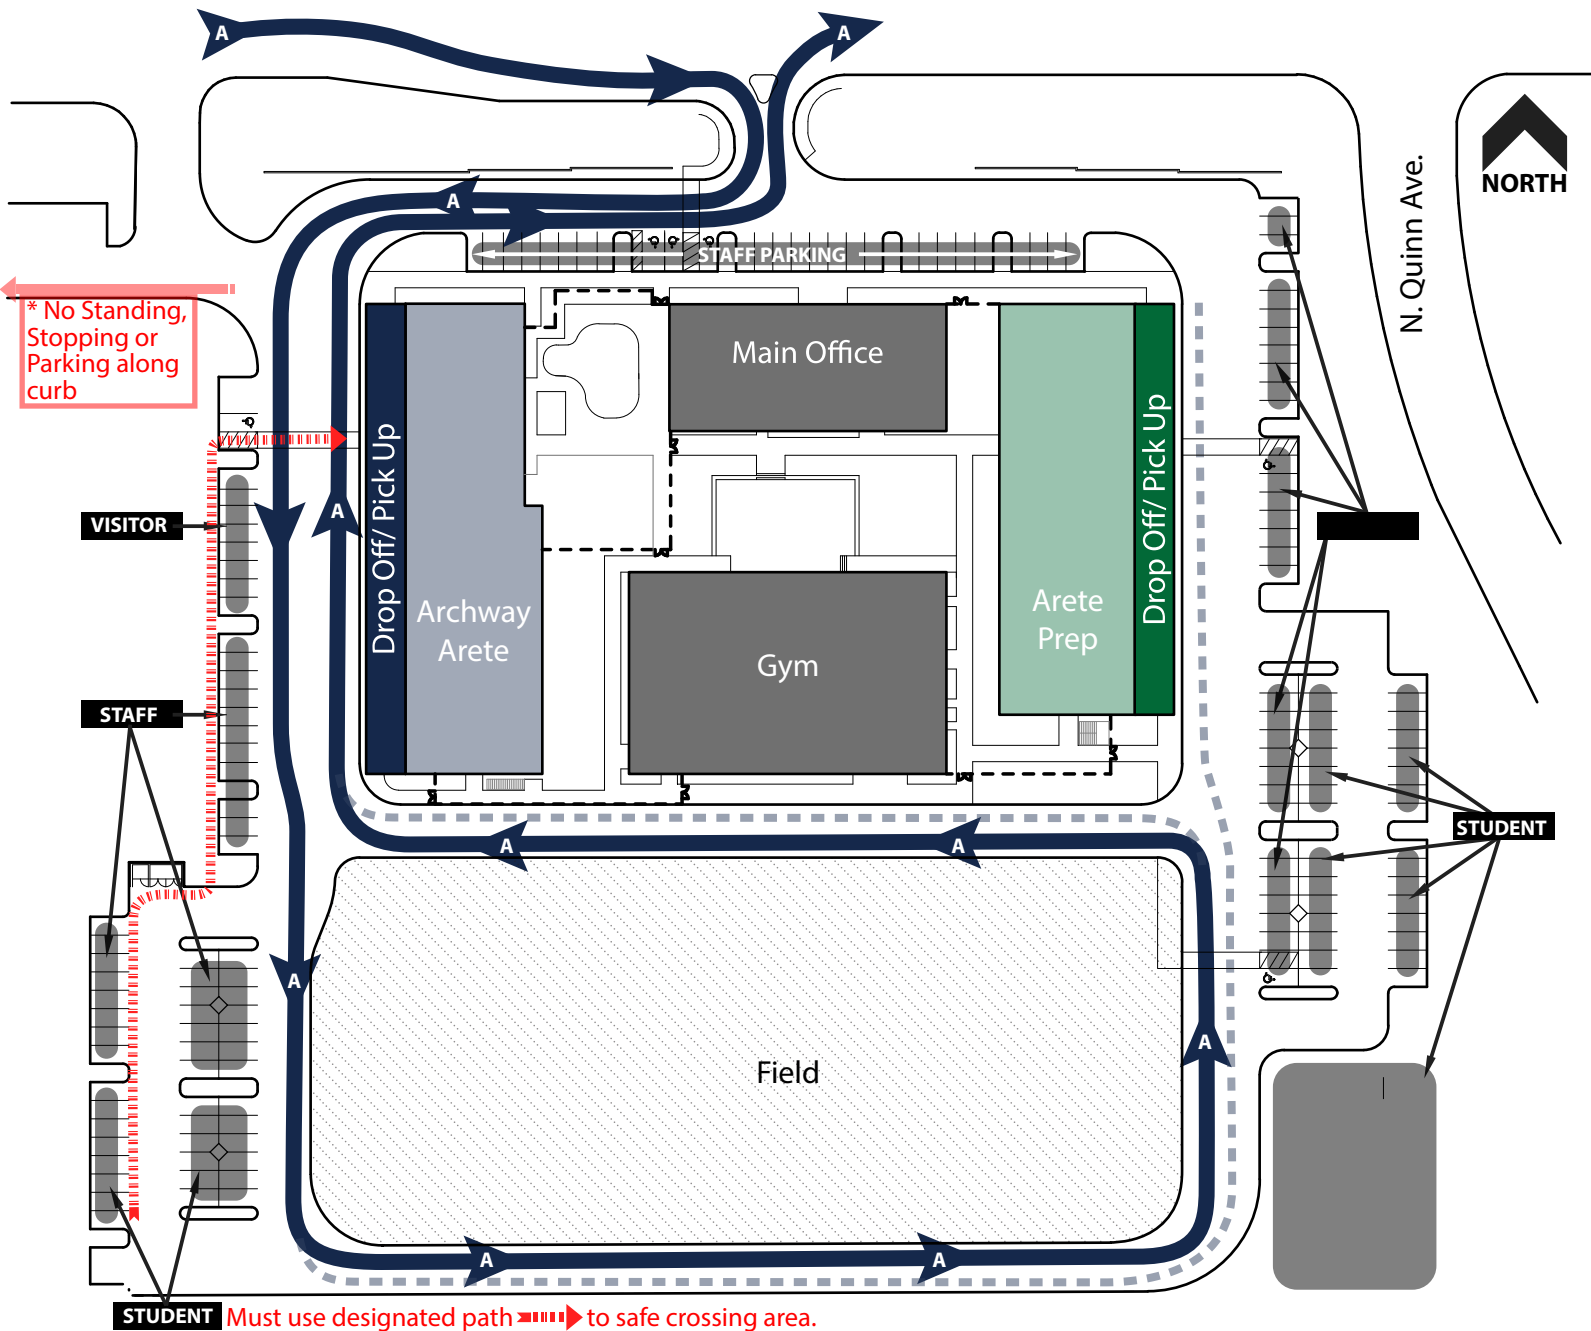 A
A
NORTH
N. Quinn Ave.
A
STAFF PARKING
* No Standing,
Stopping or
Parking along
curb
Main Office
Drop Off/ Pick Up
Drop Off/ Pick Up
A
VISITOR
Archway
Arete
Arete
Prep
Gym
STAFF
STUDENT
A
A
A
A
Field
A
A
STUDENT
Must use designated path
to safe crossing area.